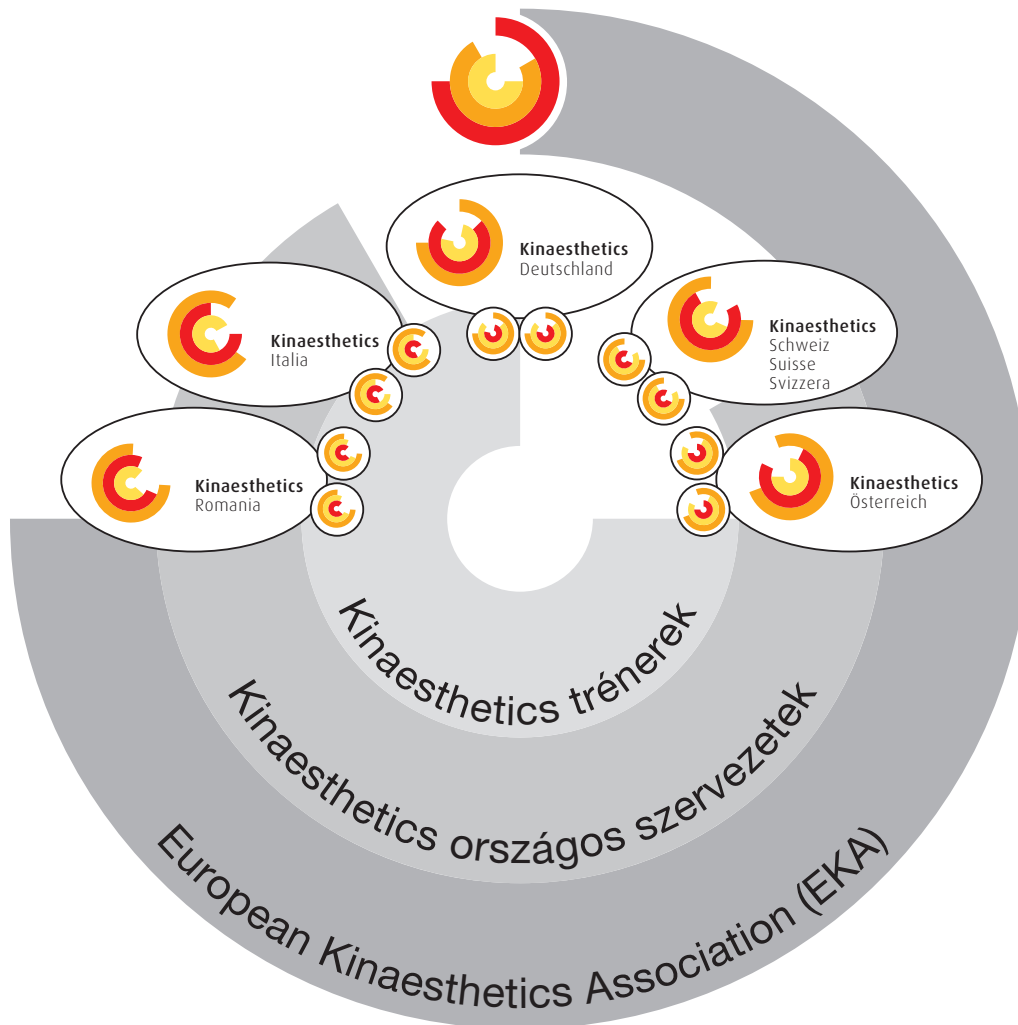 Kinaesthetics
Deutschland
Kinaesthetics
Italia
Kinaesthetics
Schweiz
Suisse
Svizzera
Kinaesthetics
Romania
Kinaesthetics
Österreich
Kinaesthetics trénerek
Kinaesthetics országos szervezetek
European Kinaesthetics Association (EKA)